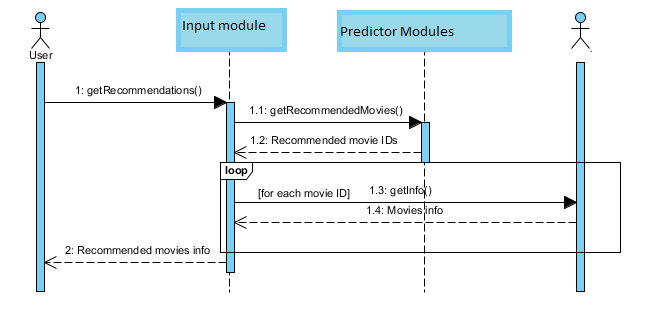 Input module
Predictor Modules
User
.
1: getRecommendations()
1.1: getRecommendedMovies()
1.2: Recommended movie IDs
loop
[for each movie ID]
1.3: getInfo()
1.4: Movies info
2: Recommended movies info